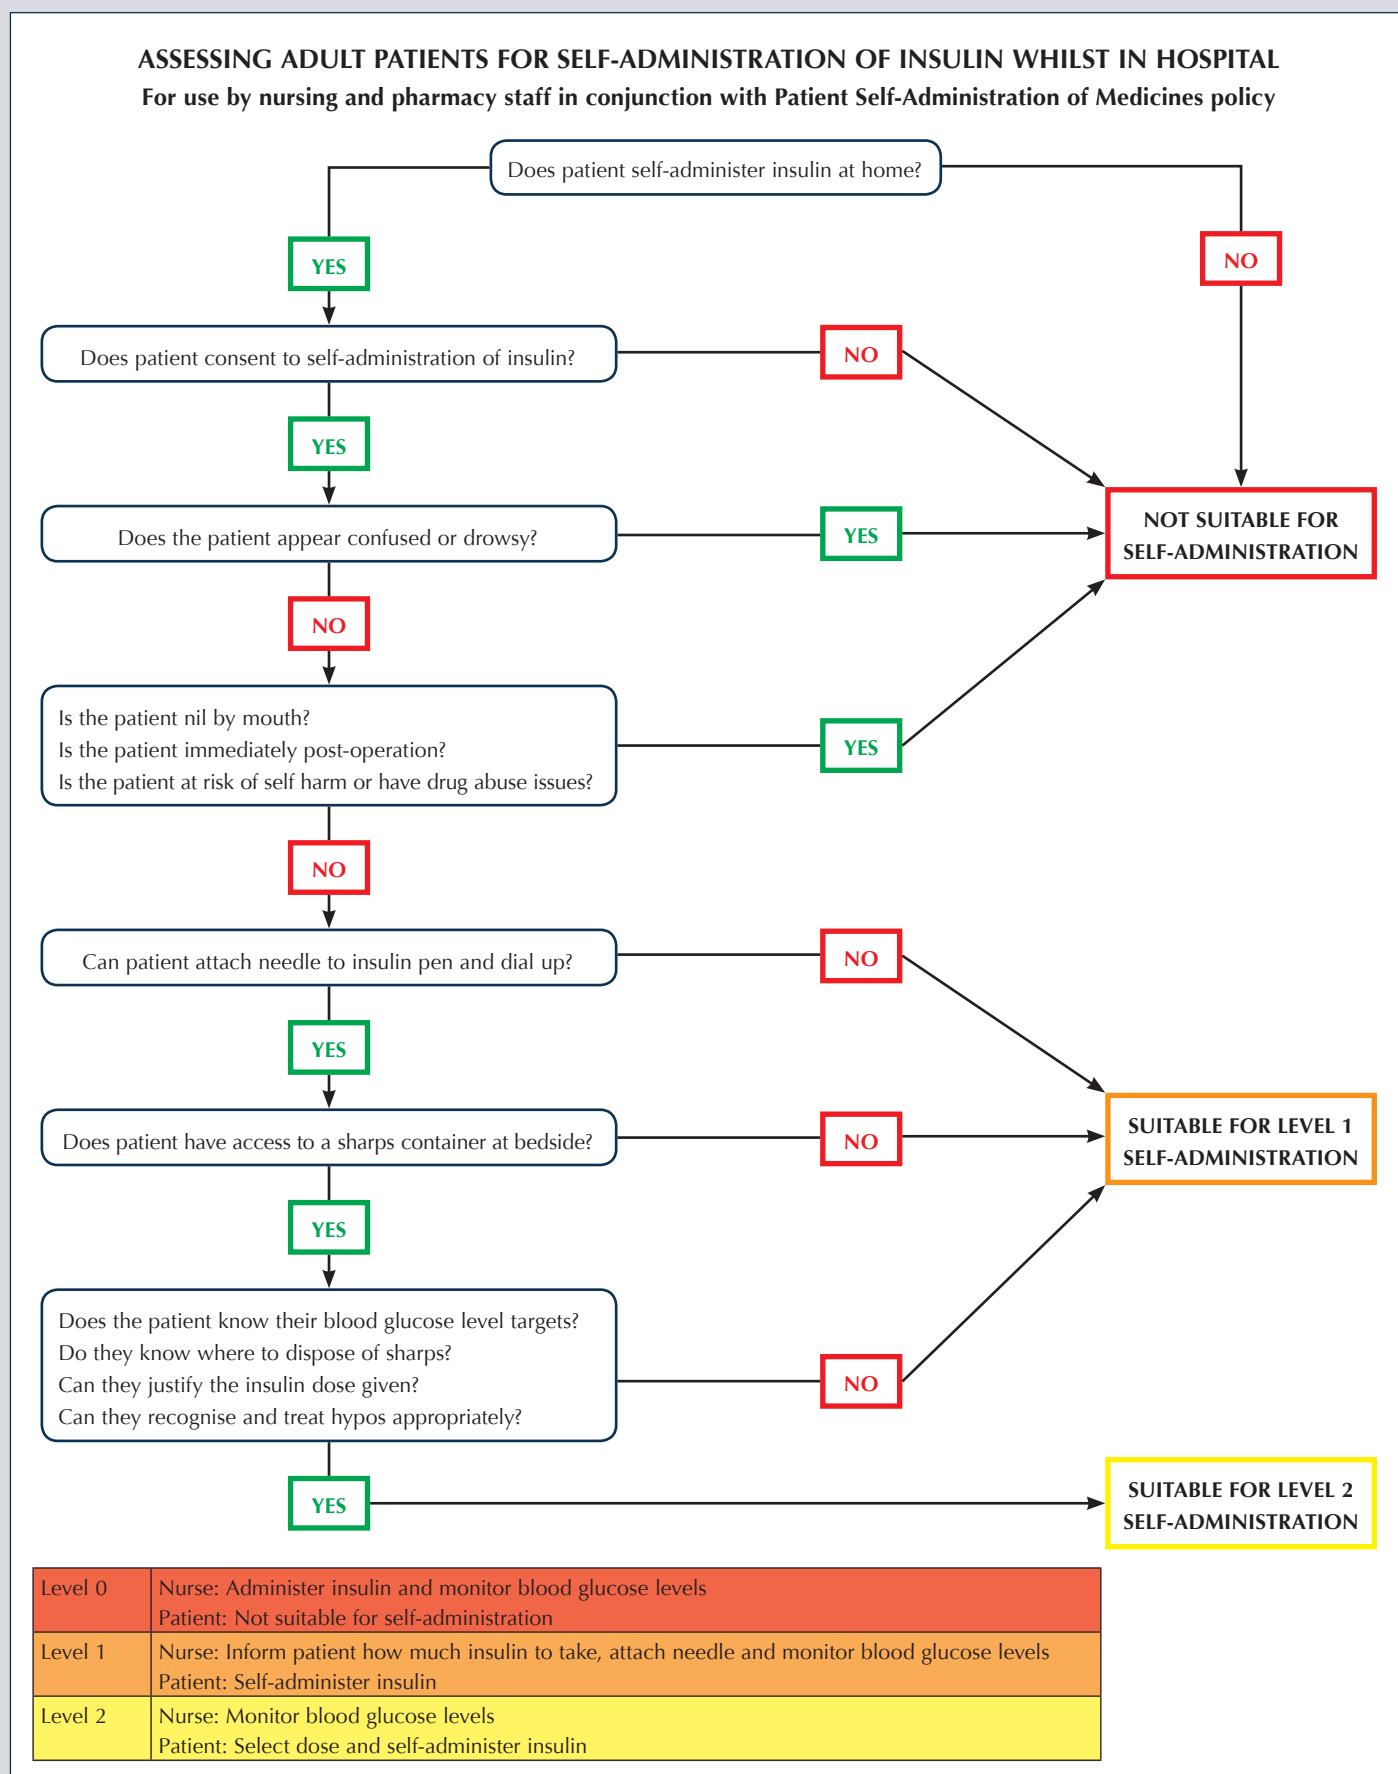 ASSESSING ADULT PATIENTS FOR SELF-ADMINISTRATION OF INSULIN WHILST IN HOSPITAL
For use by nursing and pharmacy staff in conjunction with Patient Self-Administration of Medicines policy
Does patient self-administer insulin at home?
YES
NO
Does patient consent to self-administration of insulin?
NO
YES
Does the patient appear confused or drowsy?
YES
NOT SUITABLE FOR
SELF-ADMINISTRATION
NO
Is the patient nil by mouth?
Is the patient immediately post-operation?
Is the patient at risk of self harm or have drug abuse issues?
YES
NO
Can patient attach needle to insulin pen and dial up?
NO
YES
Does patient have access to a sharps container at bedside?
NO
SUITABLE FOR LEVEL 1
SELF-ADMINISTRATION
YES
Does the patient know their blood glucose level targets?
Do they know where to dispose of sharps?
Can they justify the insulin dose given?
Can they recognise and treat hypos appropriately?
NO
YES
SUITABLE FOR LEVEL 2
SELF-ADMINISTRATION
Level 0
Nurse: Administer insulin and monitor blood glucose levels
Patient: Not suitable for self-administration
Level 1
Nurse: Inform patient how much insulin to take, attach needle and monitor blood glucose levels
Patient: Self-administer insulin
Level 2
Nurse: Monitor blood glucose levels
Patient: Select dose and self-administer insulin